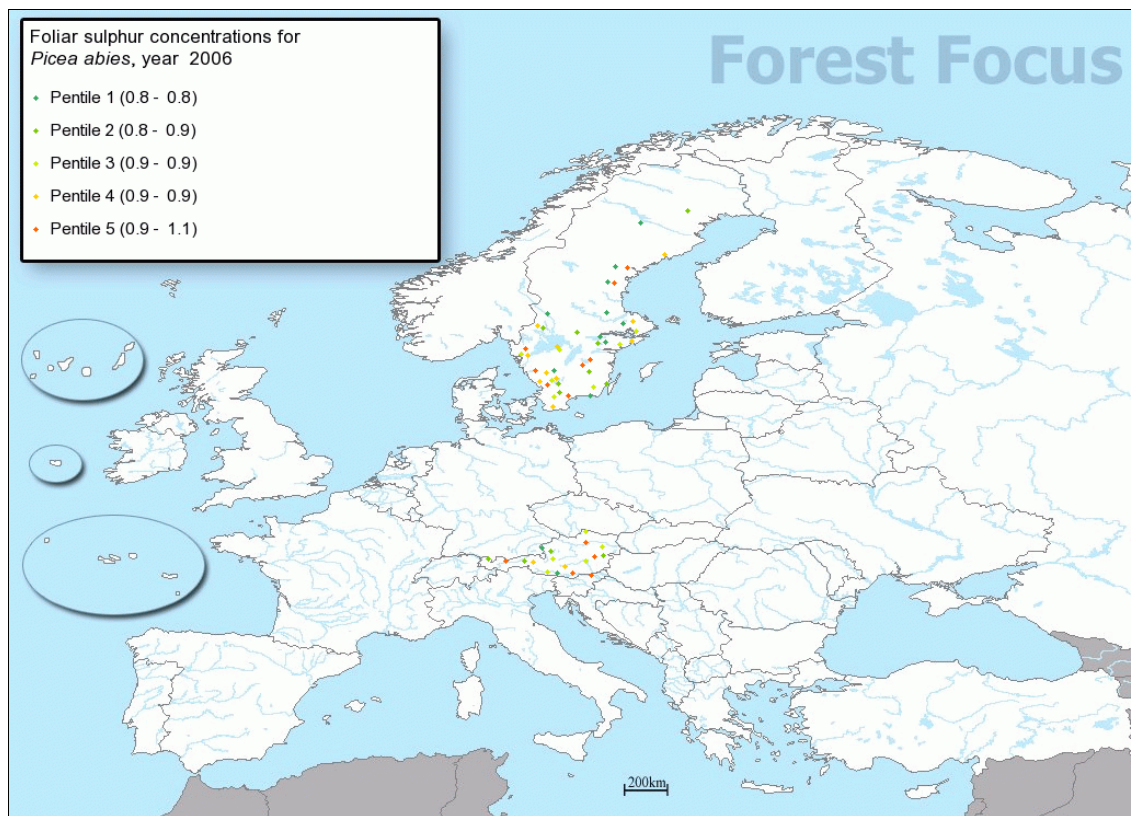 Foliar sulphur concentrations for
Picea abies, year 2006
Pentile 1 (0.8 - 0.8)
Pentile 2 (0.8 - 0.9)
Pentile 3 (0.9 - 0.9)
Pentile 4 (0.9 - 0.9)
Pentile 5 (0.9 - 1.1)
Forest Focus
200km